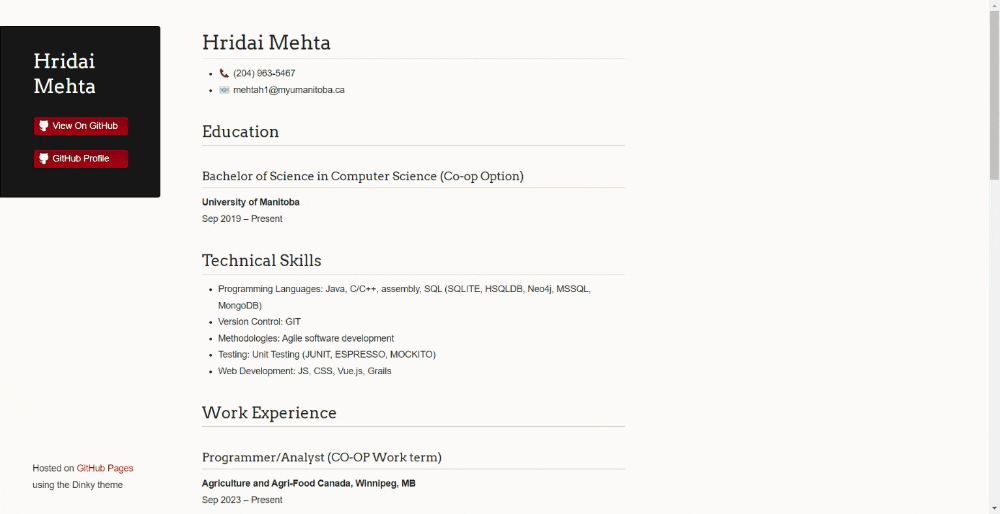 Hridai
Mehta
View On GitHub
GitHub Profile
Hosted on GitHub Pages
using the Dinky theme
Hridai Mehta
(204) 963-5467
mehtah1@myumanitoba.ca
Education
Bachelor of Science in Computer Science (Co-op Option)
University of Manitoba
Sep 2019 – Present
Technical Skills
Programming Languages: Java, C/C++, assembly, SQL (SQLITE, HSQLDB, Neo4j, MSSQL,
MongoDB)
Version Control: GIT
Methodologies: Agile software development
Testing: Unit Testing (JUNIT, ESPRESSO, MOCKITO)
Web Development: JS, CSS, Vue.js, Grails
Work Experience
Programmer/Analyst (CO-OP Work term)
Agriculture and Agri-Food Canada, Winnipeg, MB
Sep 2023 – Present